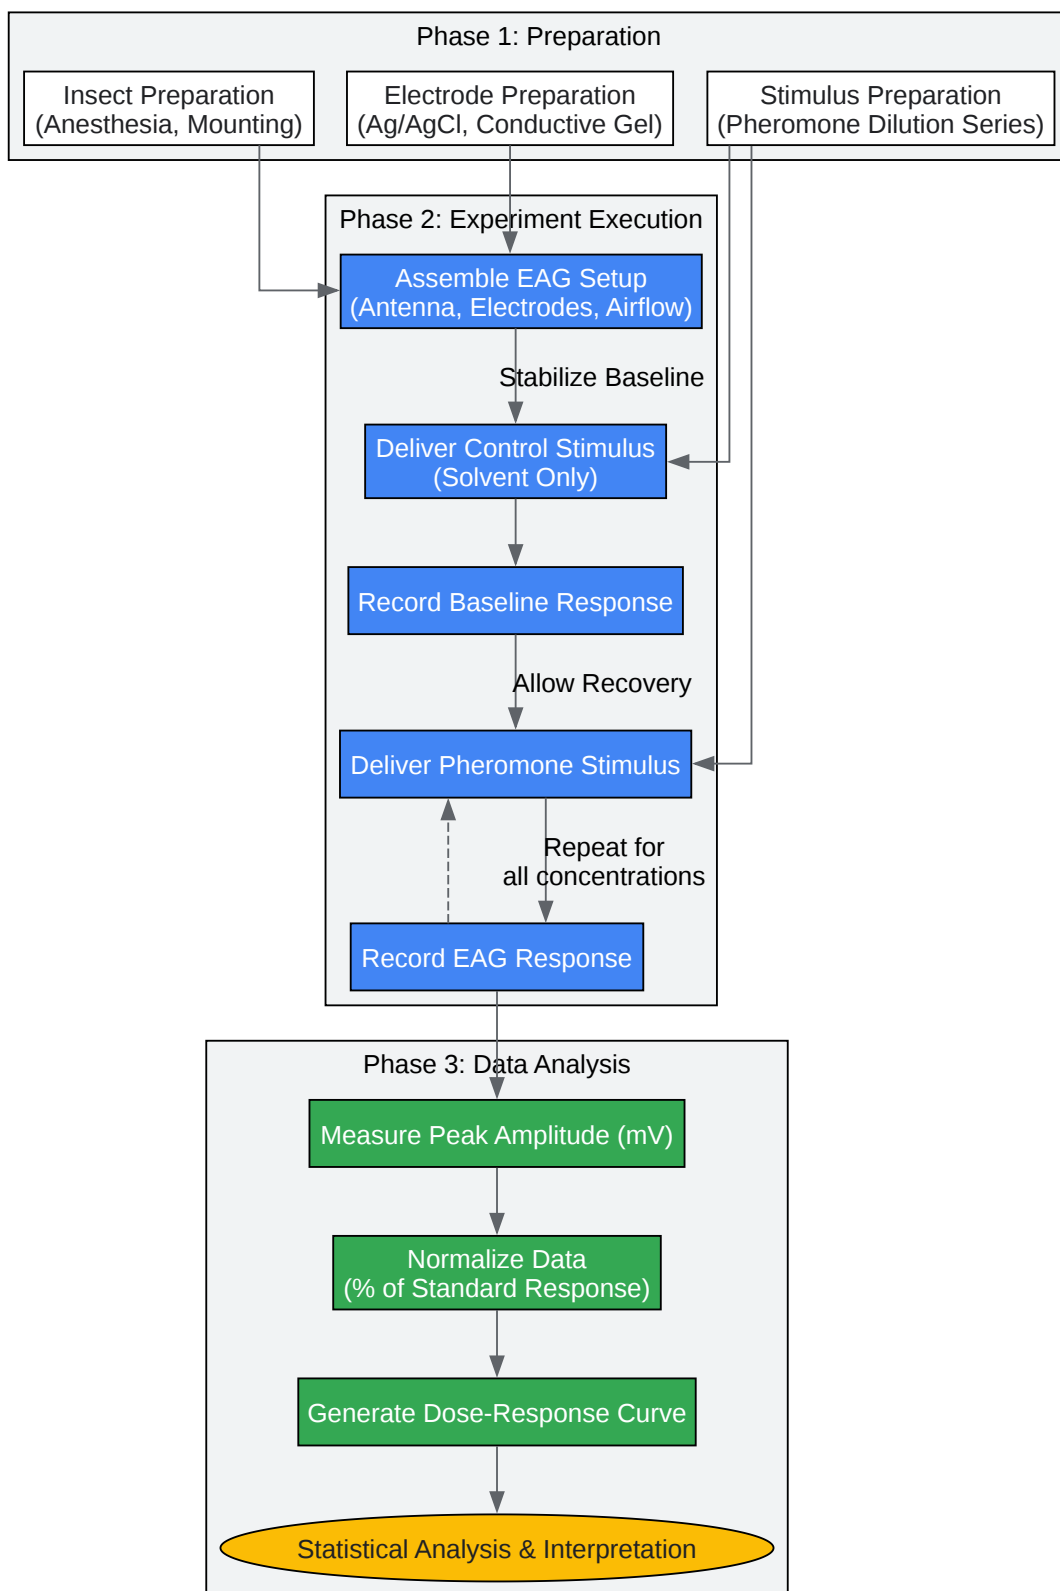 Phase 1: Preparation
Insect Preparation
(Anesthesia, Mounting)
Electrode Preparation
(Ag/AgCl, Conductive Gel)
Stimulus Preparation
(Pheromone Dilution Series)
Phase 2: Experiment Execution
Assemble EAG Setup
(Antenna, Electrodes, Airflow)
Stabilize Baseline
Deliver Control Stimulus
(Solvent Only)
Record Baseline Response
Allow Recovery
Deliver Pheromone Stimulus
Repeat for
all concentrations
Record EAG Response
Phase 3: Data Analysis
Measure Peak Amplitude (mV)
Normalize Data
(% of Standard Response)
Generate Dose-Response Curve
Statistical Analysis & Interpretation